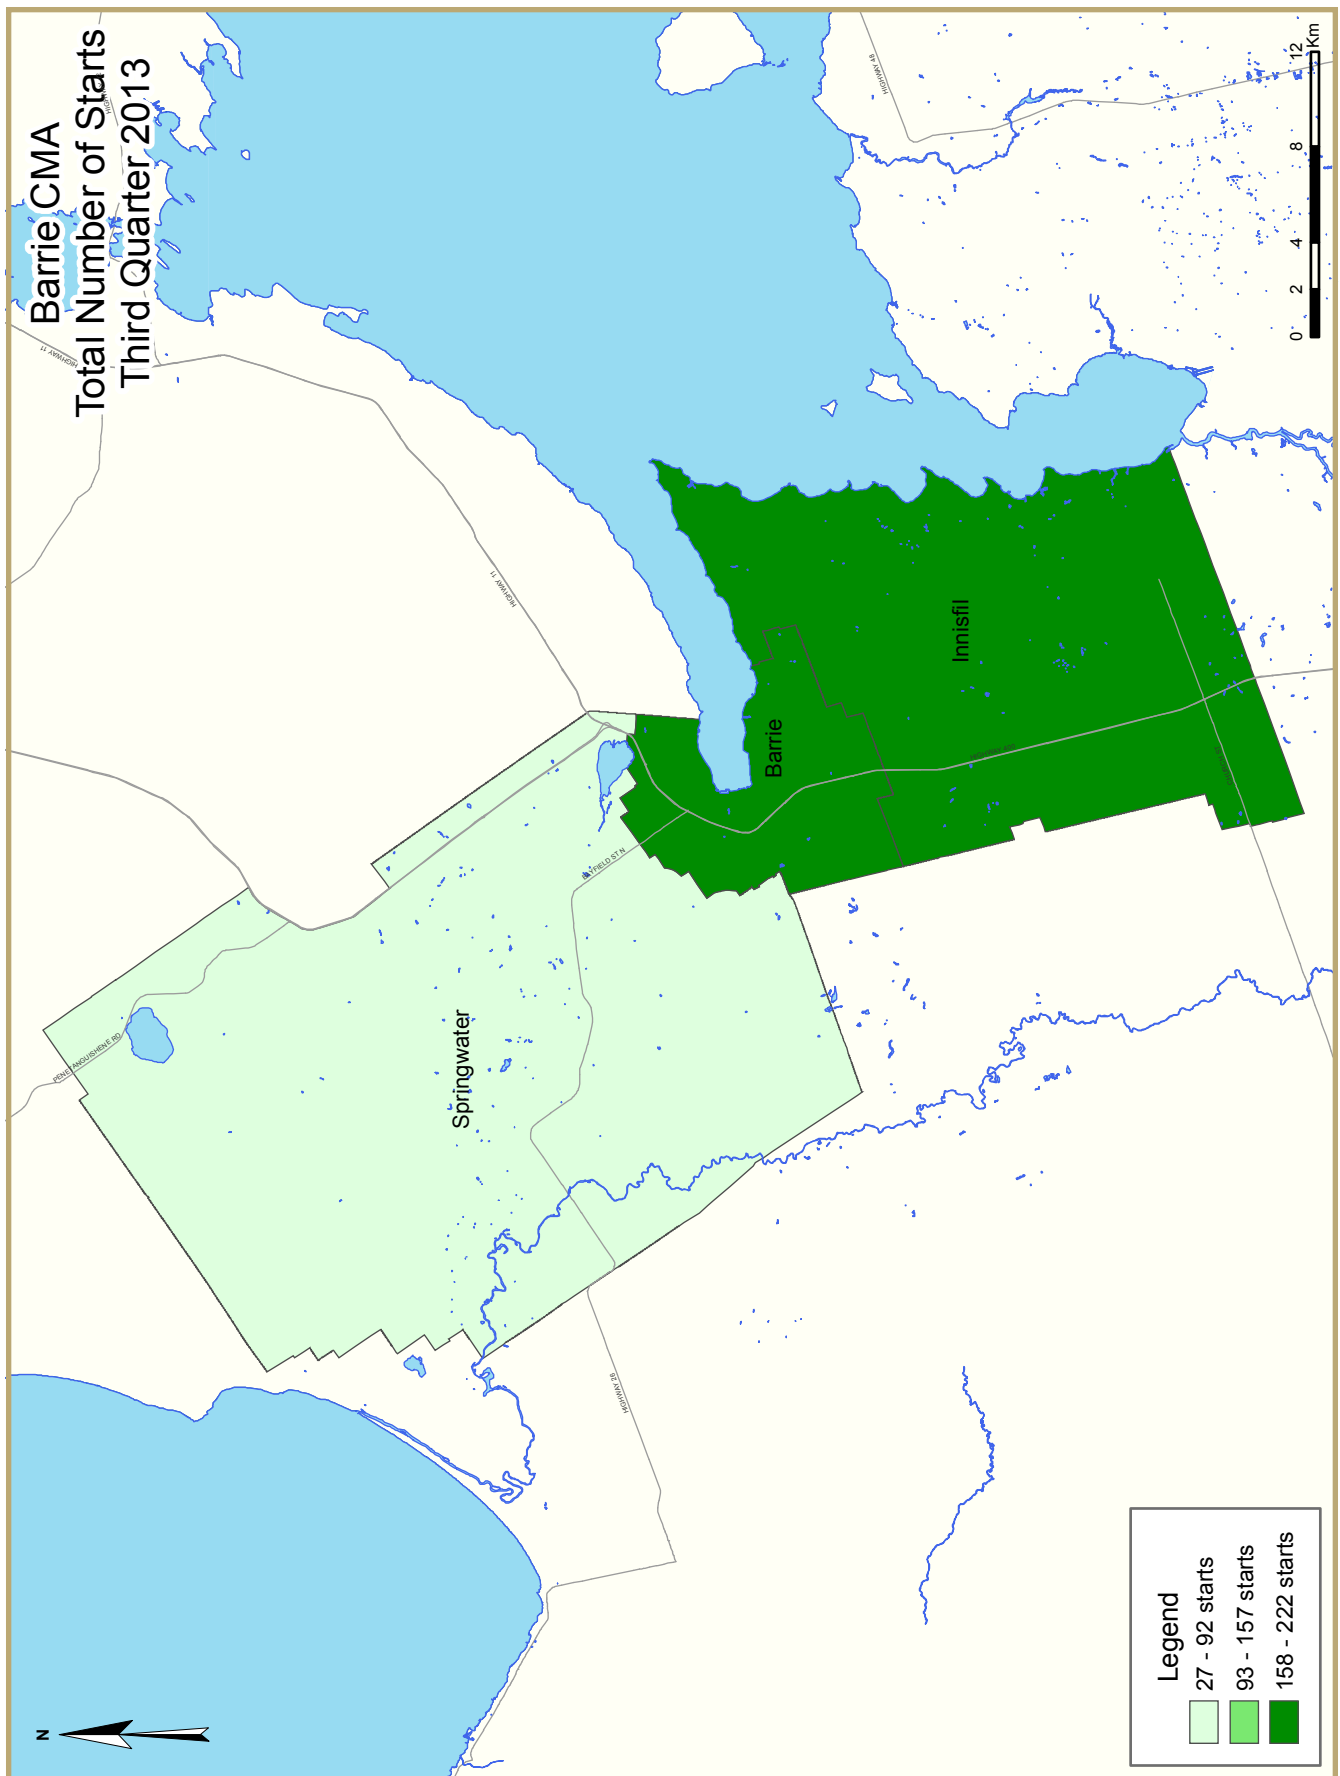 Barrie CMA
Total Number of Starts
Third Quarter 2013
HIGHWAY 11
HIGHWAY 48
HIGHWAY 11
PENETANGUISHENE RD
BAYFIELD ST N
Springwater
Barrie
Innisfil
HIGHWAY 26
N
Legend
27 - 92 starts
93 - 157 starts
158 - 222 starts
0 2 4 8 12
Km